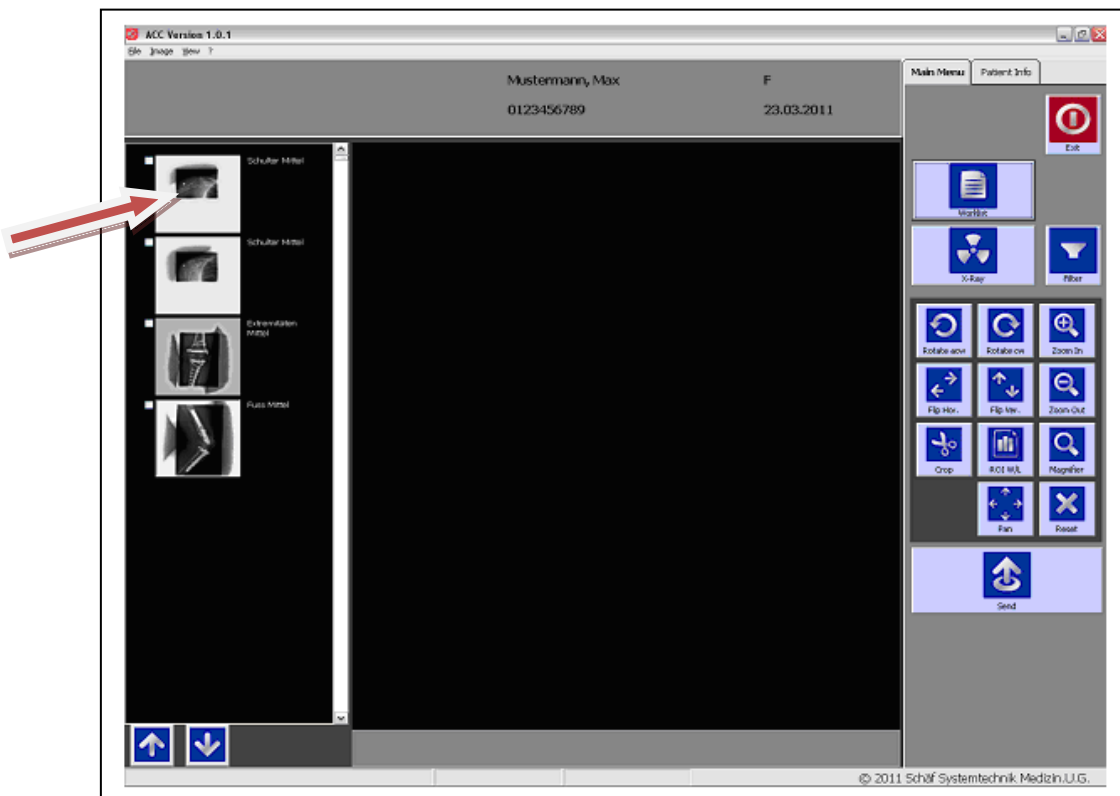 ACC Version 1.0.1
File Image View ?
Mustermann, Max F
0123456789 23.03.2011
Main Menu Patient Info
Exit
Worklist
X-Ray Filter
Rotate acw Rotate cw Zoom In
Flip Hor. Flip Ver. Zoom Out
Crop ROI W/L Magnifier
Pan Reset
Send
Schulter Mittel
Schulter Mittel
Extremitäten
Mittel
Fuss Mittel
© 2011 Schäf Systemtechnik Medizin.U.G.